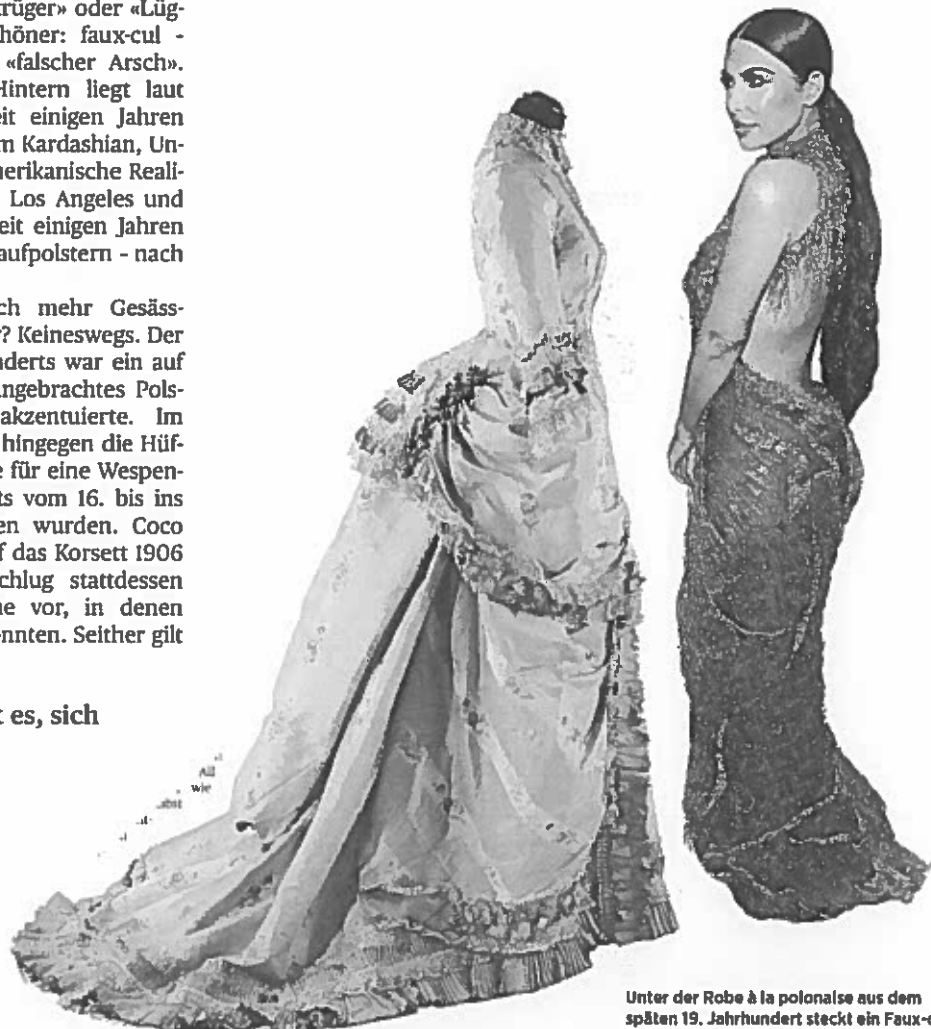 rüger» oder «Lüg-
höner: faux-cul -
«falscher Arsch».
Hintern liegt laut
eit einigen Jahren
m Kardashian, Un-
merikanische Reali-
Los Angeles und
eit einigen Jahren
aufpolstern - nach
ch mehr Gesäss-
r? Keineswegs. Der
nderts war ein auf
angebrachtes Pols-
akzentuierte. Im
hingegen die Hüf-
e für eine Wespen-
ts vom 16. bis ins
en wurden. Coco
f das Korsett 1906
chlug stattdessen
ne vor, in denen
nnten. Seither gilt
t es, sich
All
wie
Unter der Robe à la polonaise aus dem
späten 19. Jahrhundert steckt ein Faux-c